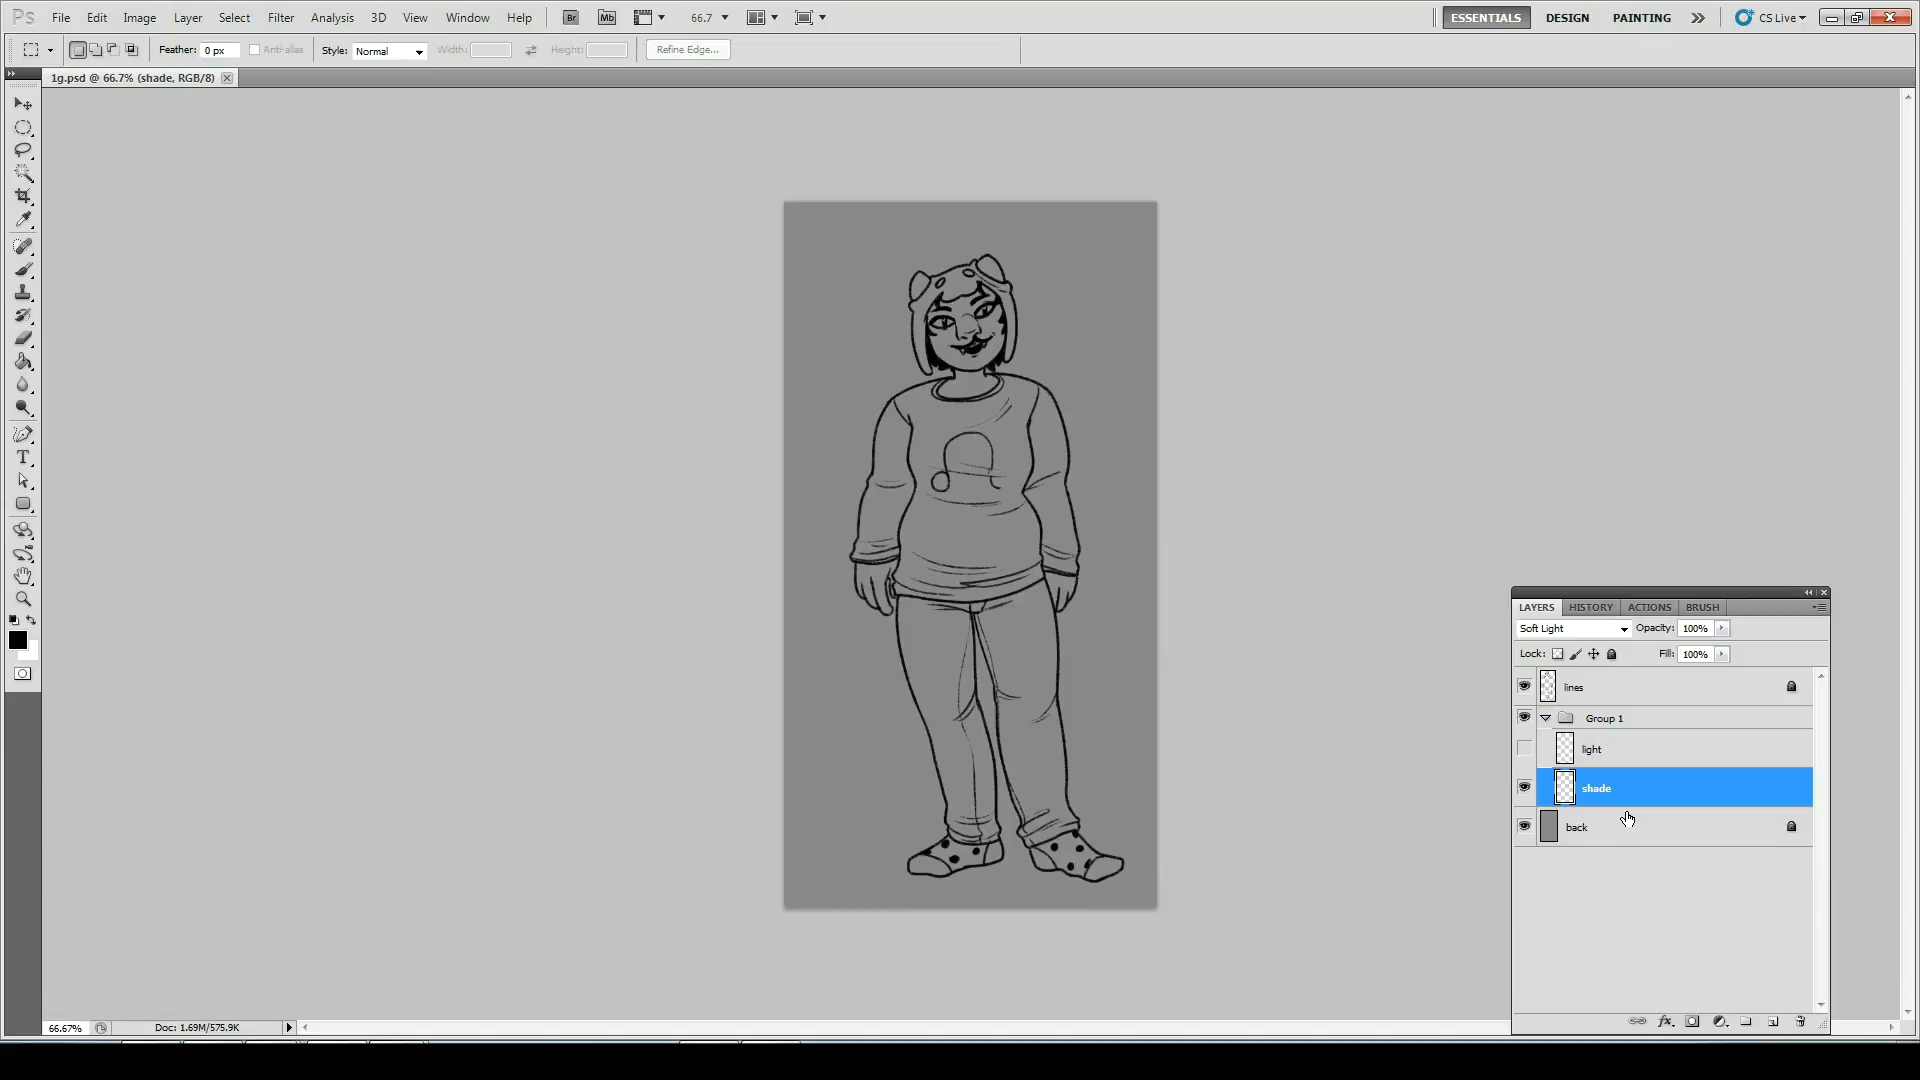 Ps File Edit Image Layer Select Filter Analysis 3D View Window Help Br Mb 66.7 ESSENTIALS DESIGN PAINTING CS Live
Feather: 0 px Anti-alias Style: Normal Width: Height: Refine Edge...
1g.psd @ 66.7% (shade, RGB/8)
T
LAYERS HISTORY ACTIONS BRUSH
Soft Light Opacity: 100%
Lock: Fill: 100%
lines
Group 1
light
shade
back
fx
66.67% Doc: 1.69M/575.9K